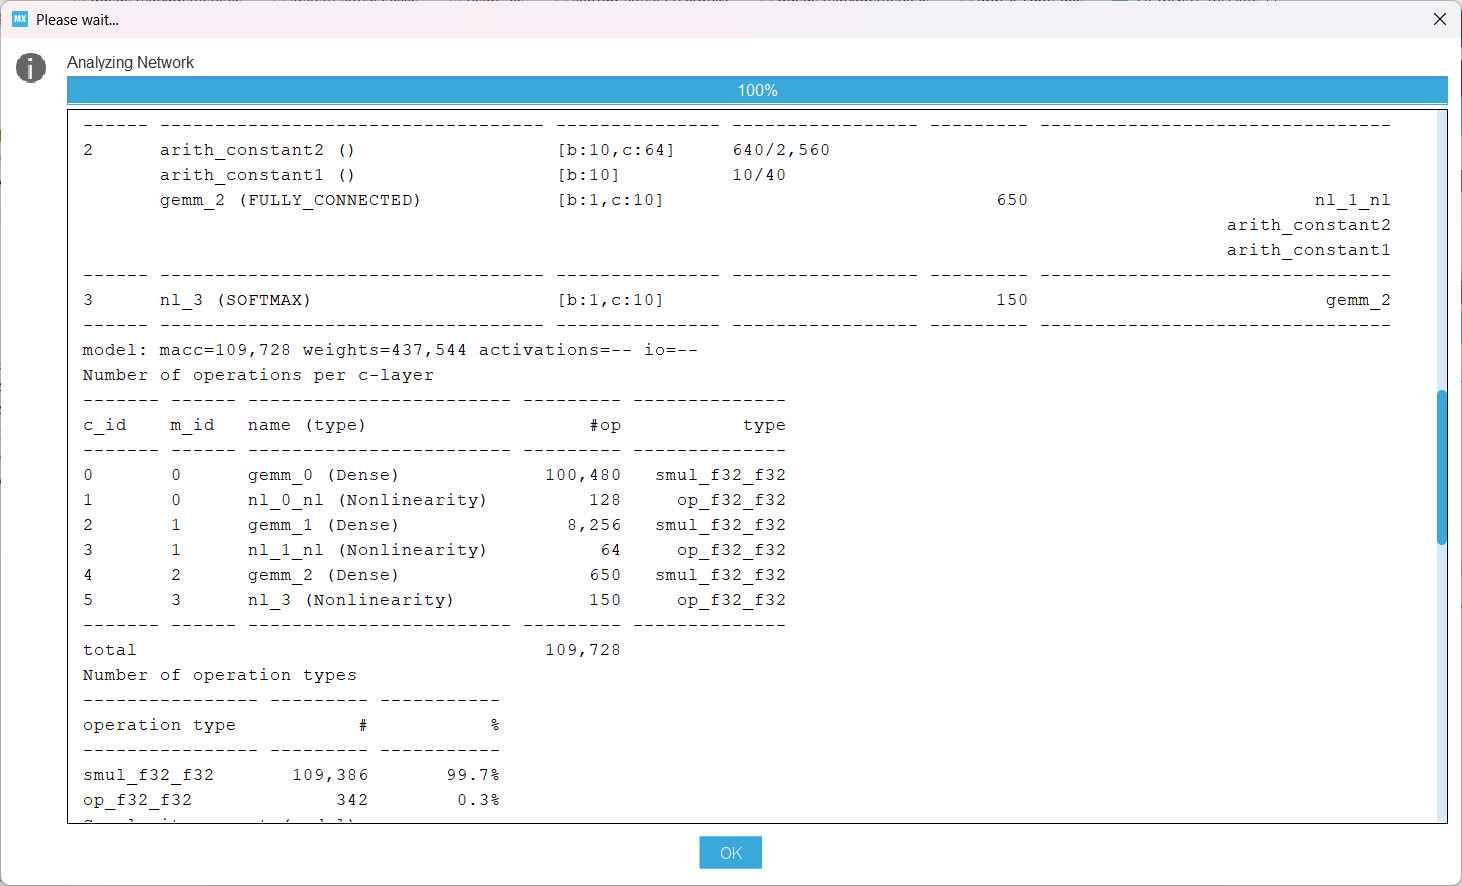 MX Please wait...
Analyzing Network
100%
------ ----------------------------------- --------------- ----------------- --------- --------------------------------
2 arith_constant2 () [b:10,c:64] 640/2,560
arith_constant1 () [b:10] 10/40
gemm_2 (FULLY_CONNECTED) [b:1,c:10] 650 nl_1_nl
arith_constant2
arith_constant1
------ ----------------------------------- --------------- ----------------- --------- --------------------------------
3 nl_3 (SOFTMAX) [b:1,c:10] 150 gemm_2
------ ----------------------------------- --------------- ----------------- --------- --------------------------------
model: macc=109,728 weights=437,544 activations=-- io=--
Number of operations per c-layer
------- ------ ------------------------ --------- --------------
c_id m_id name (type) #op type
------- ------ ------------------------ --------- --------------
0 0 gemm_0 (Dense) 100,480 smul_f32_f32
1 0 nl_0_nl (Nonlinearity) 128 op_f32_f32
2 1 gemm_1 (Dense) 8,256 smul_f32_f32
3 1 nl_1_nl (Nonlinearity) 64 op_f32_f32
4 2 gemm_2 (Dense) 650 smul_f32_f32
5 3 nl_3 (Nonlinearity) 150 op_f32_f32
------- ------ ------------------------ --------- --------------
total 109,728
Number of operation types
---------------- --------- -----------
operation type # %
---------------- --------- -----------
smul_f32_f32 109,386 99.7%
op_f32_f32 342 0.3%
OK